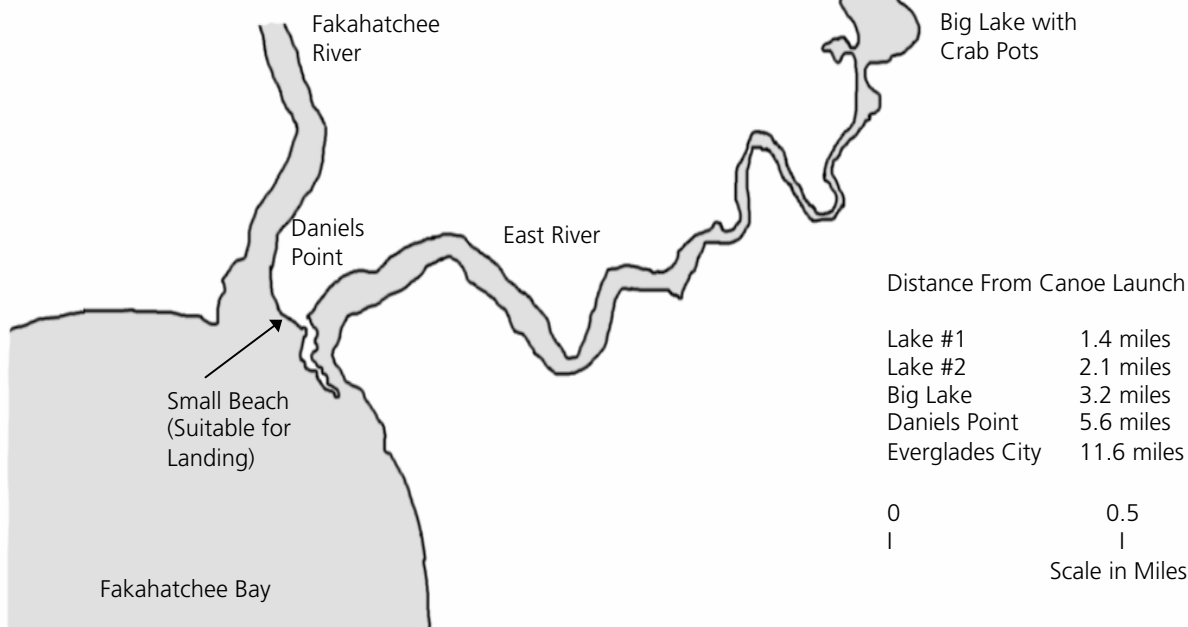 Fakahatchee
River
Big Lake with
Crab Pots
Daniels
Point
East River
Distance From Canoe Launch
Lake #1 1.4 miles
Lake #2 2.1 miles
Big Lake 3.2 miles
Daniels Point 5.6 miles
Everglades City 11.6 miles
Small Beach
(Suitable for
Landing)
0 0.5
Scale in Miles
Fakahatchee Bay